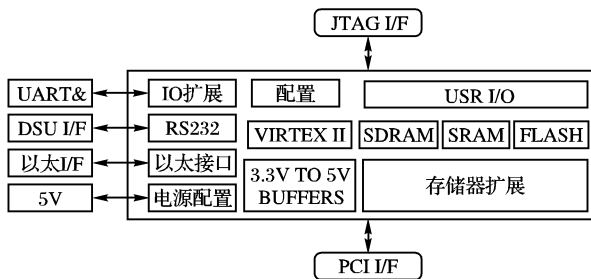 JTAG I/F
UART& IO扩展 配置 USR I/O
DSU I/F RS232 VIRTEX II SDRAM SRAM FLASH
以太I/F 以太接口 3.3V TO 5V BUFFERS 存储器扩展
5V 电源配置
PCI I/F